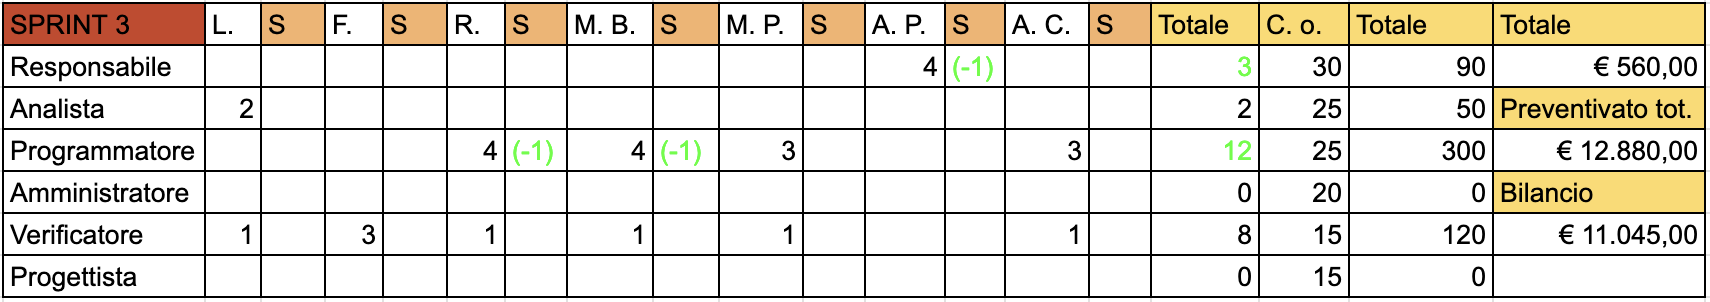 SPRINT 3 L. S F. S R. S M. B. S M. P. S A. P. S A. C. S Totale C. o. Totale Totale
Responsabile 4 (-1) 3 30 90 € 560,00
Analista 2 2 25 50 Preventivato tot.
Programmatore 4 (-1) 4 (-1) 3 3 12 25 300 € 12.880,00
Amministratore 0 20 0 Bilancio
Verificatore 1 3 1 1 1 1 8 15 120 € 11.045,00
Progettista 0 15 0